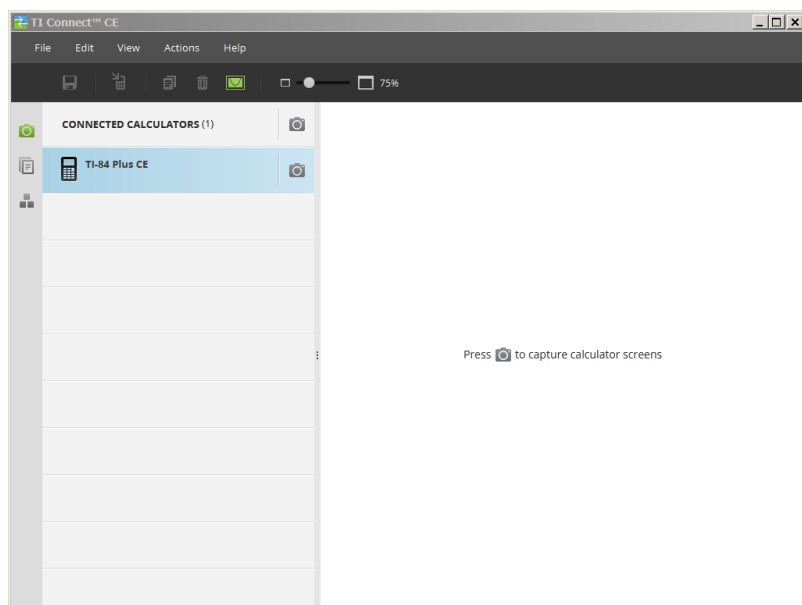 TI Connect™ CE
File Edit View Actions Help
75%
CONNECTED CALCULATORS (1)
TI-84 Plus CE
Press to capture calculator screens